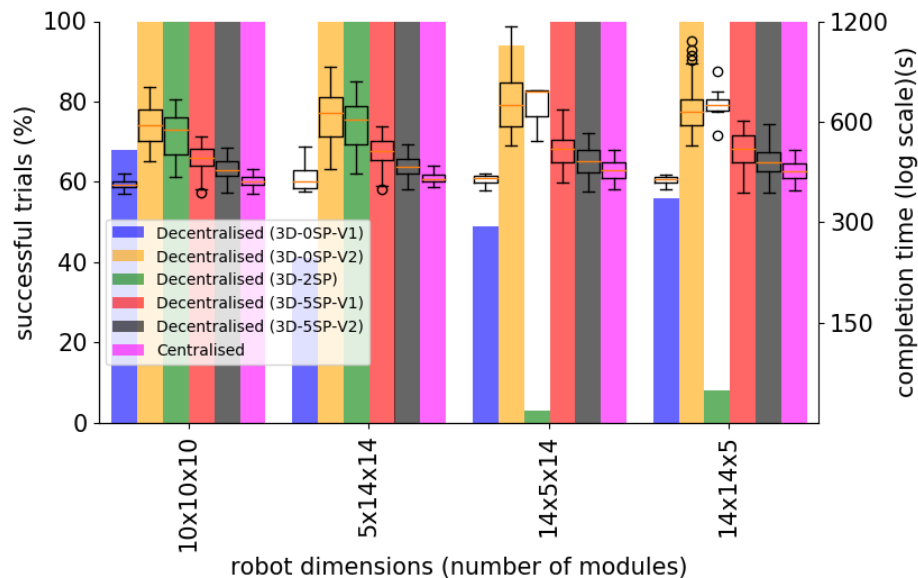 100
80
60
40
20
0
successful trials (%)
1200
600
300
150
completion time (log scale)(s)
Decentralised (3D-0SP-V1)
Decentralised (3D-0SP-V2)
Decentralised (3D-2SP)
Decentralised (3D-5SP-V1)
Decentralised (3D-5SP-V2)
Centralised
10x10x10
5x14x14
14x5x14
14x14x5
robot dimensions (number of modules)